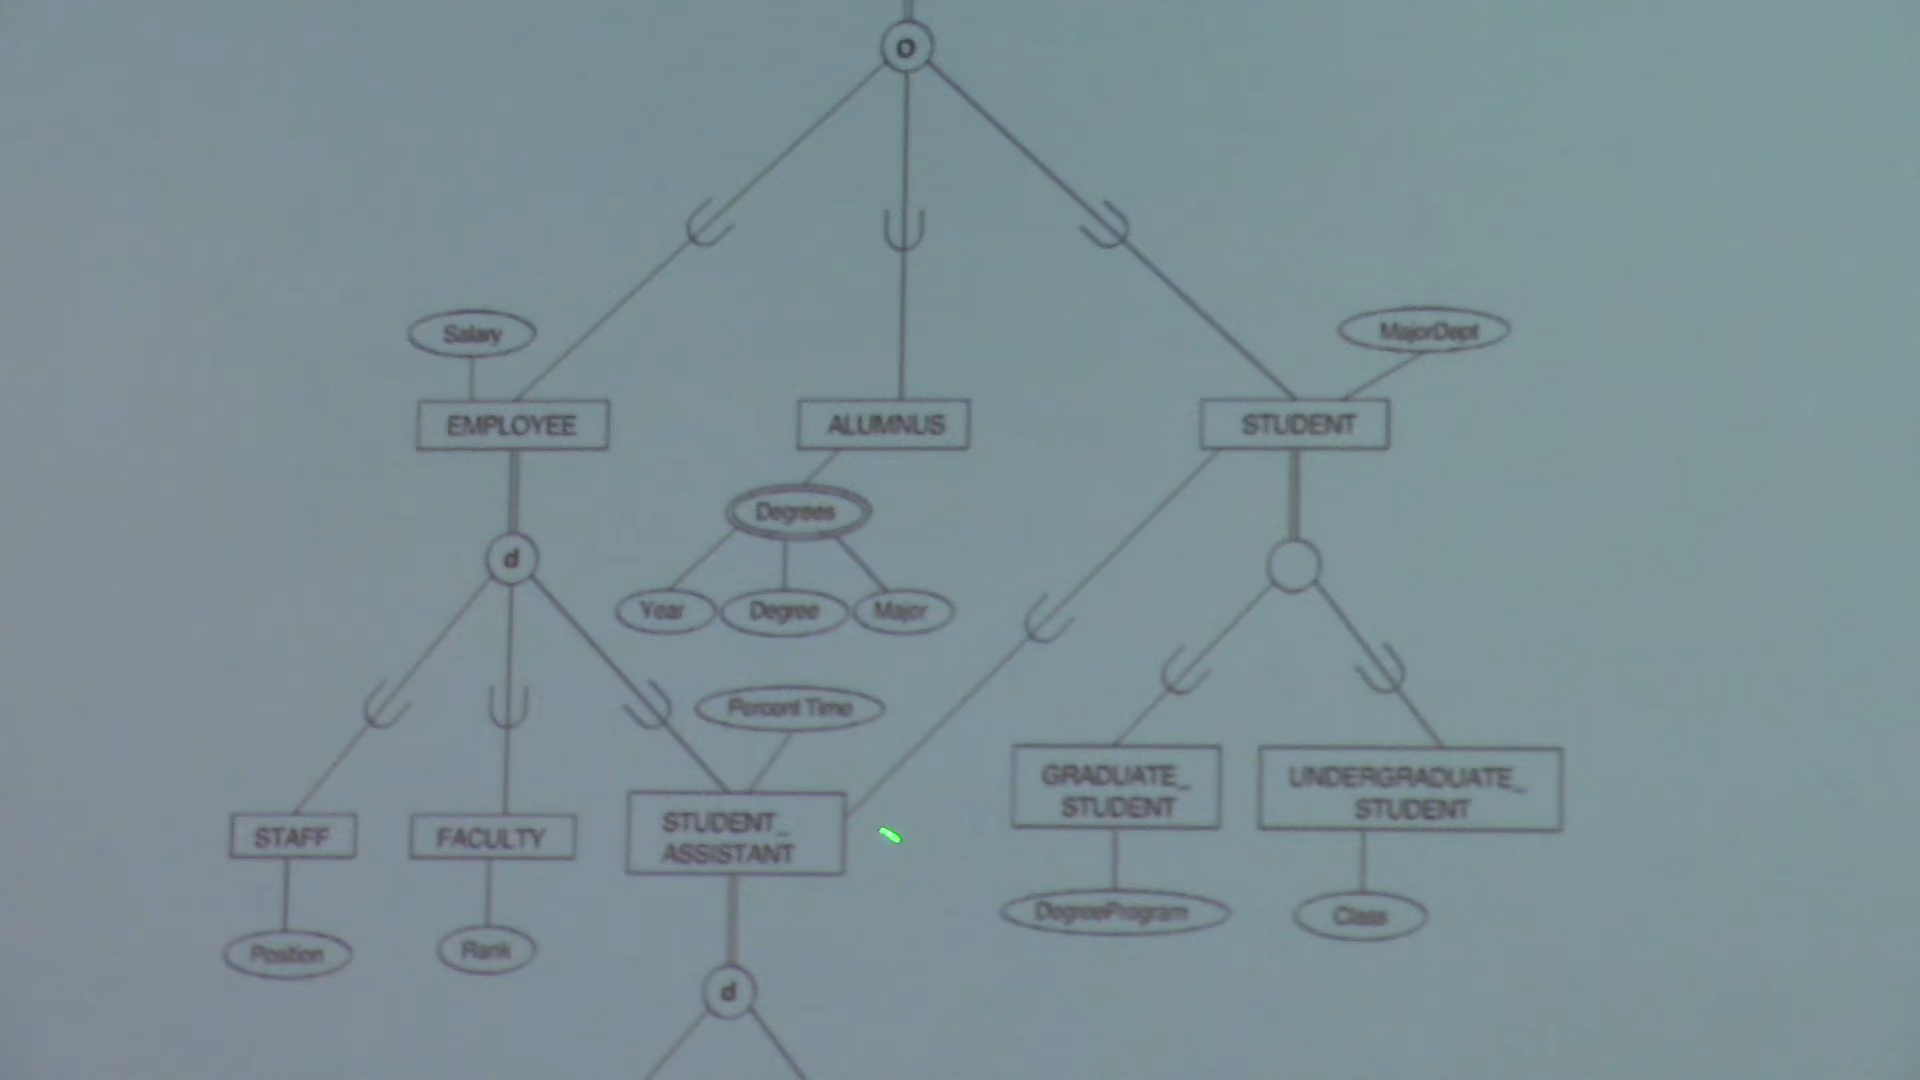 O
Salary
MajorDept
EMPLOYEE
ALUMNUS
STUDENT
Degrees
d
Year
Degree
Major
Percent Time
GRADUATE_
STUDENT
UNDERGRADUATE_
STUDENT
STAFF
FACULTY
STUDENT_
ASSISTANT
DegreeProgram
Class
Position
Rank
d